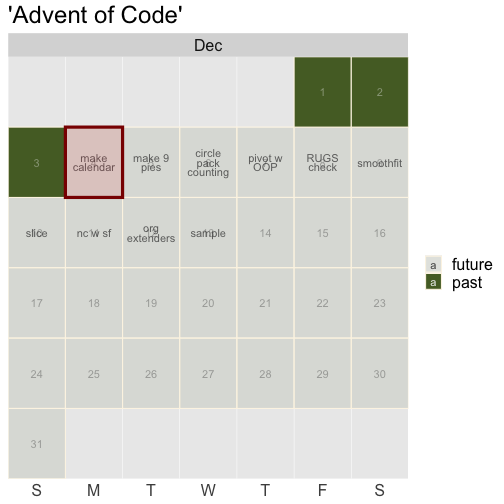 'Advent of Code'
Dec
1 2
3 make calendar make 9 pies circle pack counting pivot w OOP RUGS check smoothfit
slice nc w sf org extenders sample 14 15 16
17 18 19 20 21 22 23
24 25 26 27 28 29 30
31
S M T W T F S
a future
a past